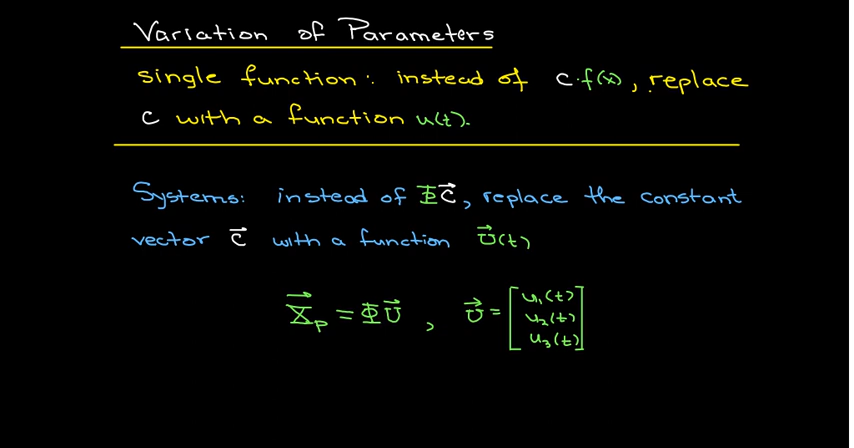 Variation of Parameters
single function: instead of c·f(x), replace
c with a function u(t).
Systems: instead of Φc⃗, replace the constant
vector c⃗ with a function U⃗(t)
X⃗ₚ = ΦU⃗, U⃗ = [u₁(t)
u₂(t)
u₃(t)]